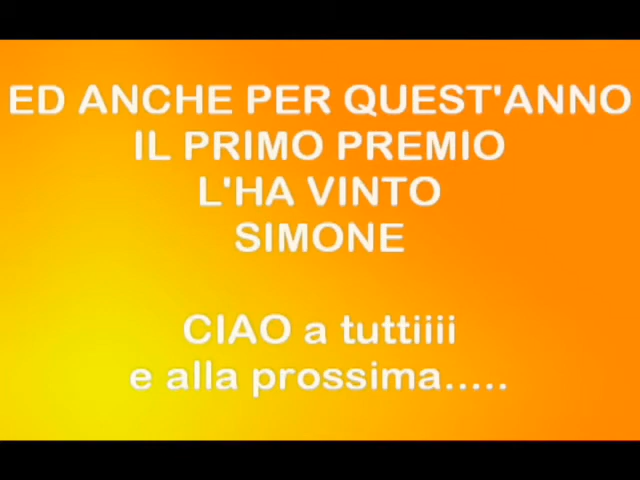 ED ANCHE PER QUEST'ANNO
IL PRIMO PREMIO
L'HA VINTO
SIMONE
CIAO a tuttiiii
e alla prossima.....